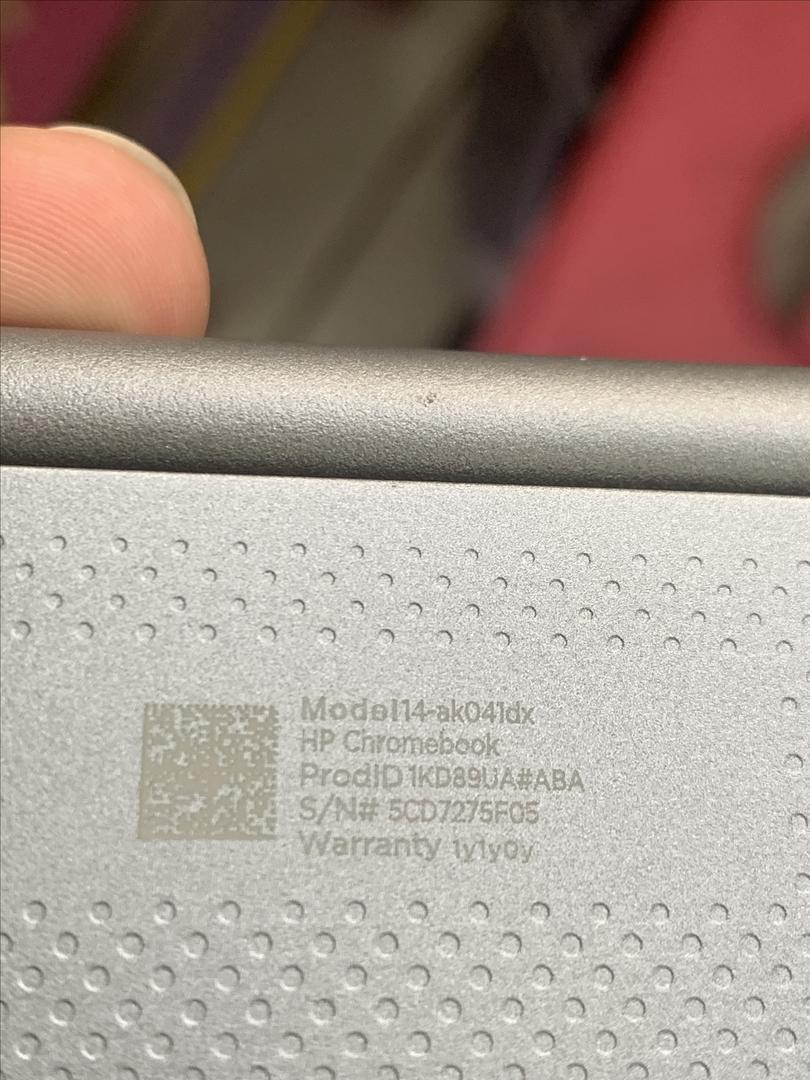 Model14-ak041dx
HP Chromebook
ProdID 1KD89UA#ABA
S/N# 5CD7275F05
Warranty 1y1y0y